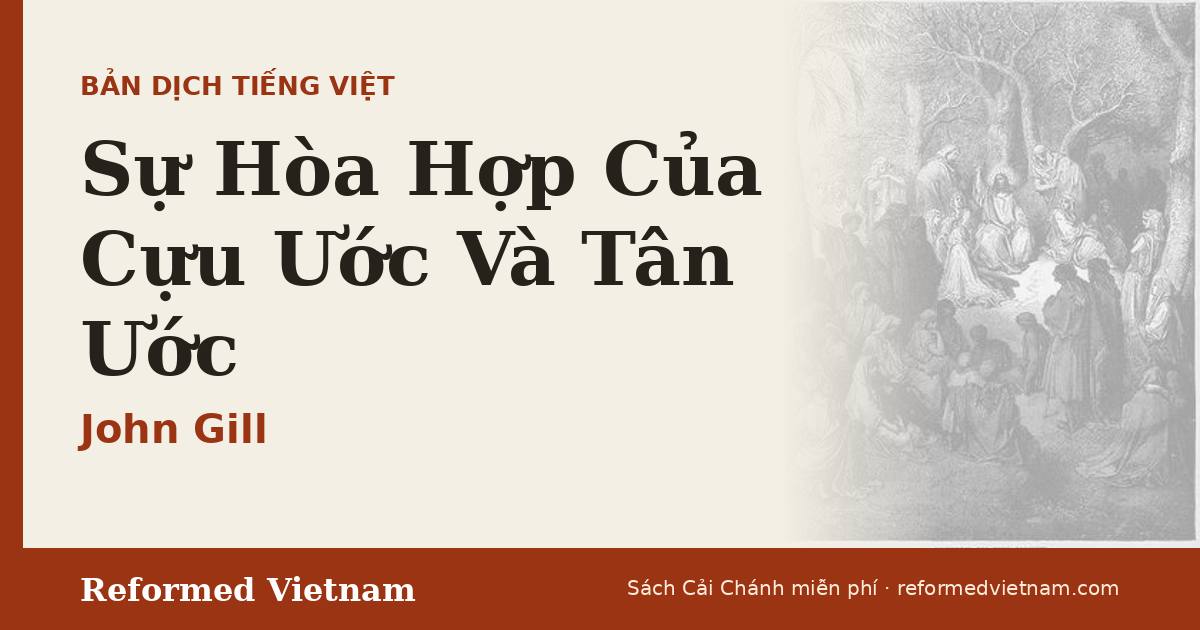 BẢN DỊCH TIẾNG VIỆT
Sự Hòa Hợp Của
Cựu Ước Và Tân
Ước
John Gill
Reformed Vietnam
Sách Cải Chánh miễn phí · reformedvietnam.com